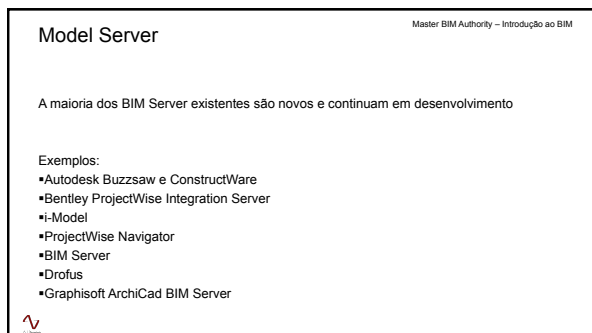 Master BIM Authority – Introdução ao BIM
Model Server
A maioria dos BIM Server existentes são novos e continuam em desenvolvimento
Exemplos:
▪Autodesk Buzzsaw e ConstructWare
▪Bentley ProjectWise Integration Server
▪i-Model
▪ProjectWise Navigator
▪BIM Server
▪Drofus
▪Graphisoft ArchiCad BIM Server